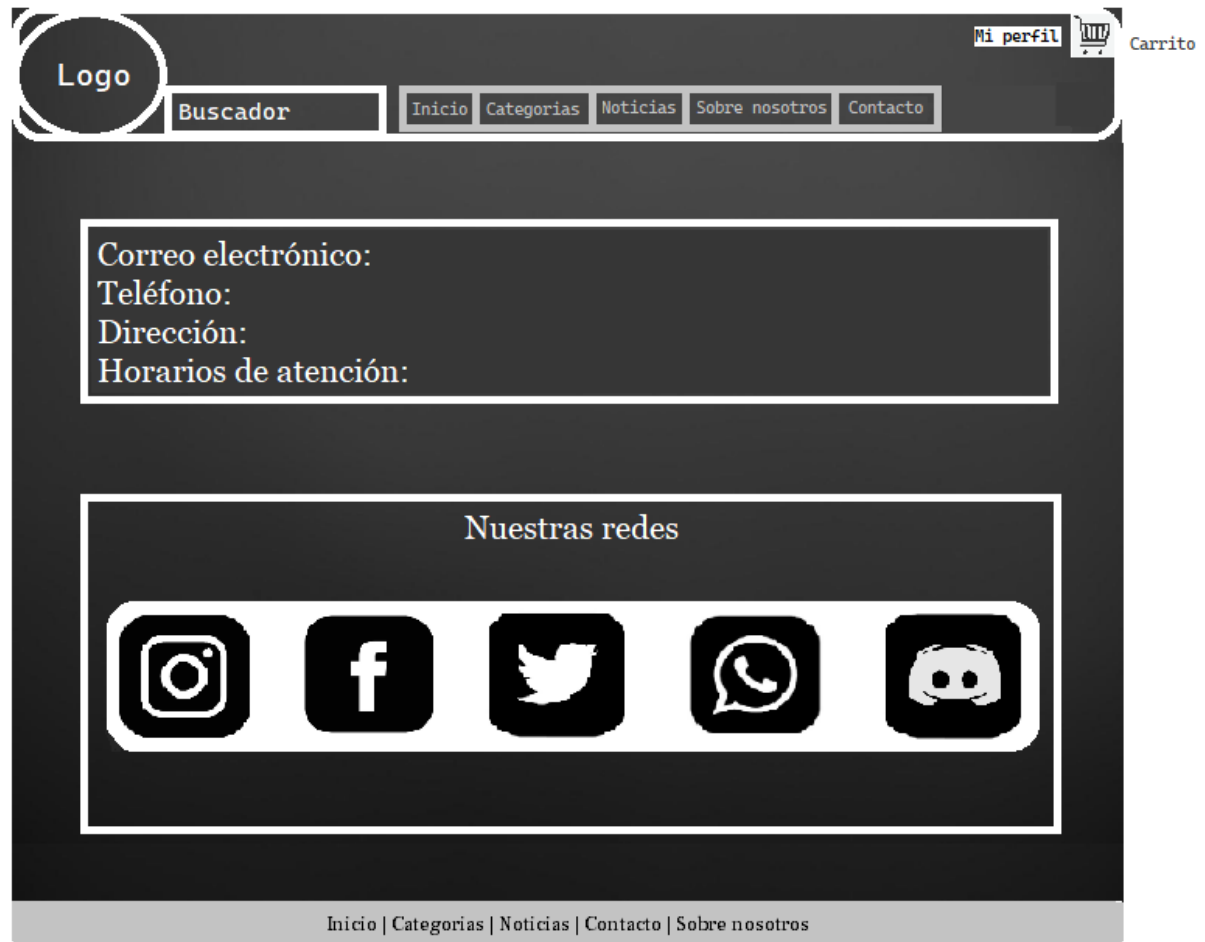 Mi perfil
Carrito
Logo
Buscador
Inicio Categorias Noticias Sobre nosotros Contacto
Correo electrónico:
Teléfono:
Dirección:
Horarios de atención:
Nuestras redes
Inicio | Categorias | Noticias | Contacto | Sobre nosotros